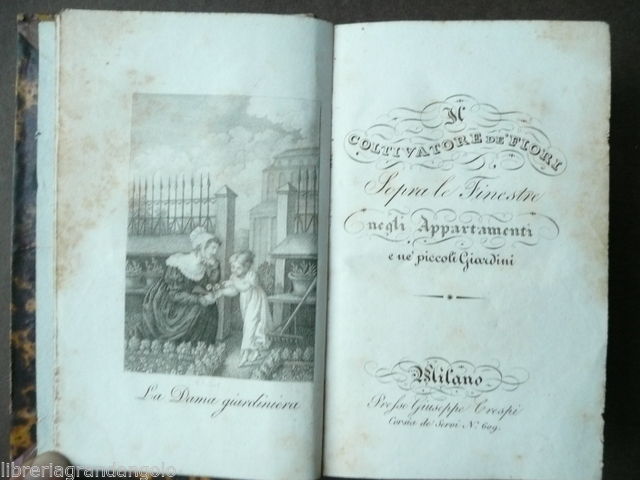 La Dama giardiniera
Il
COLTIVATORE DE' FIORI
Sopra le Finestre
negli Appartamenti
e ne' piccoli Giardini
Milano
Presso Giuseppe Crespi
Corsia de' Servi N.º 609.
libreriagrandangolo